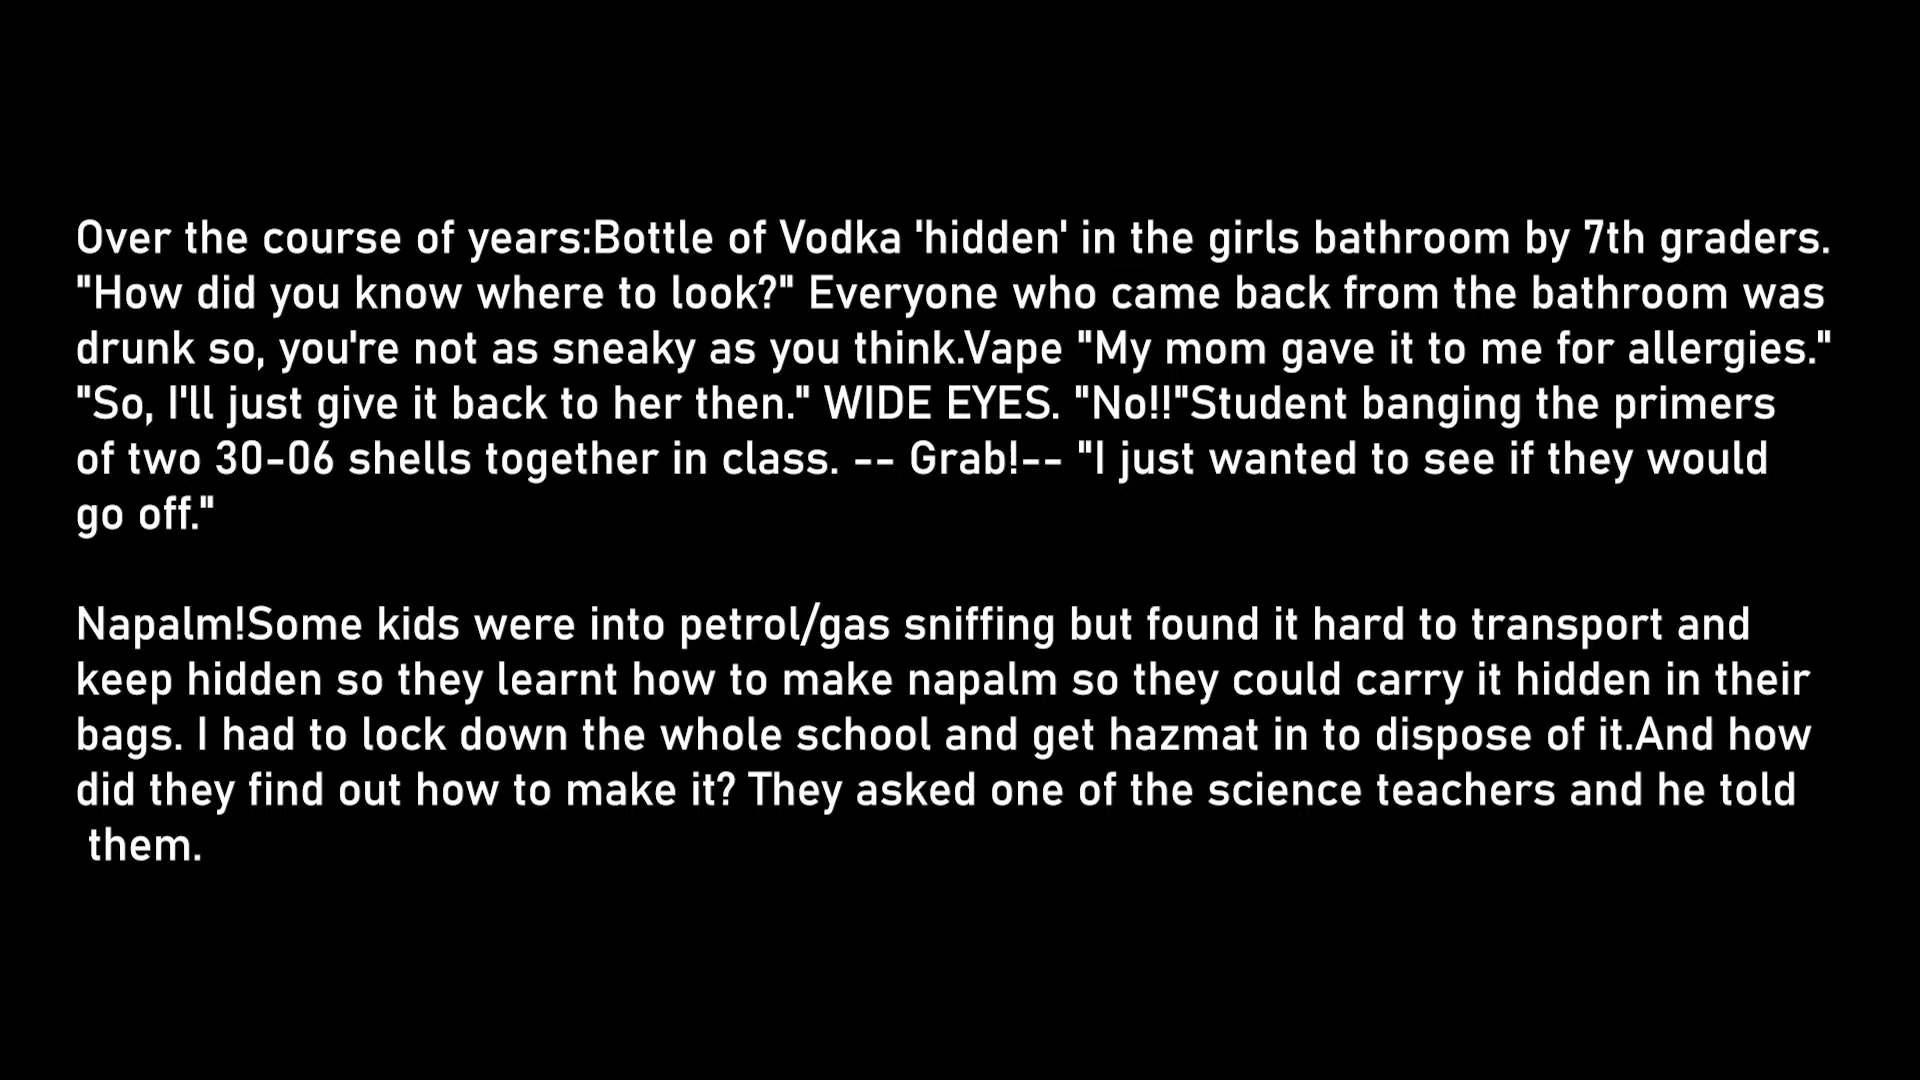 Over the course of years:Bottle of Vodka 'hidden' in the girls bathroom by 7th graders.
"How did you know where to look?" Everyone who came back from the bathroom was
drunk so, you're not as sneaky as you think.Vape "My mom gave it to me for allergies."
"So, I'll just give it back to her then." WIDE EYES. "No!!"Student banging the primers
of two 30-06 shells together in class. -- Grab!-- "I just wanted to see if they would
go off."
Napalm!Some kids were into petrol/gas sniffing but found it hard to transport and
keep hidden so they learnt how to make napalm so they could carry it hidden in their
bags. I had to lock down the whole school and get hazmat in to dispose of it.And how
did they find out how to make it? They asked one of the science teachers and he told
them.